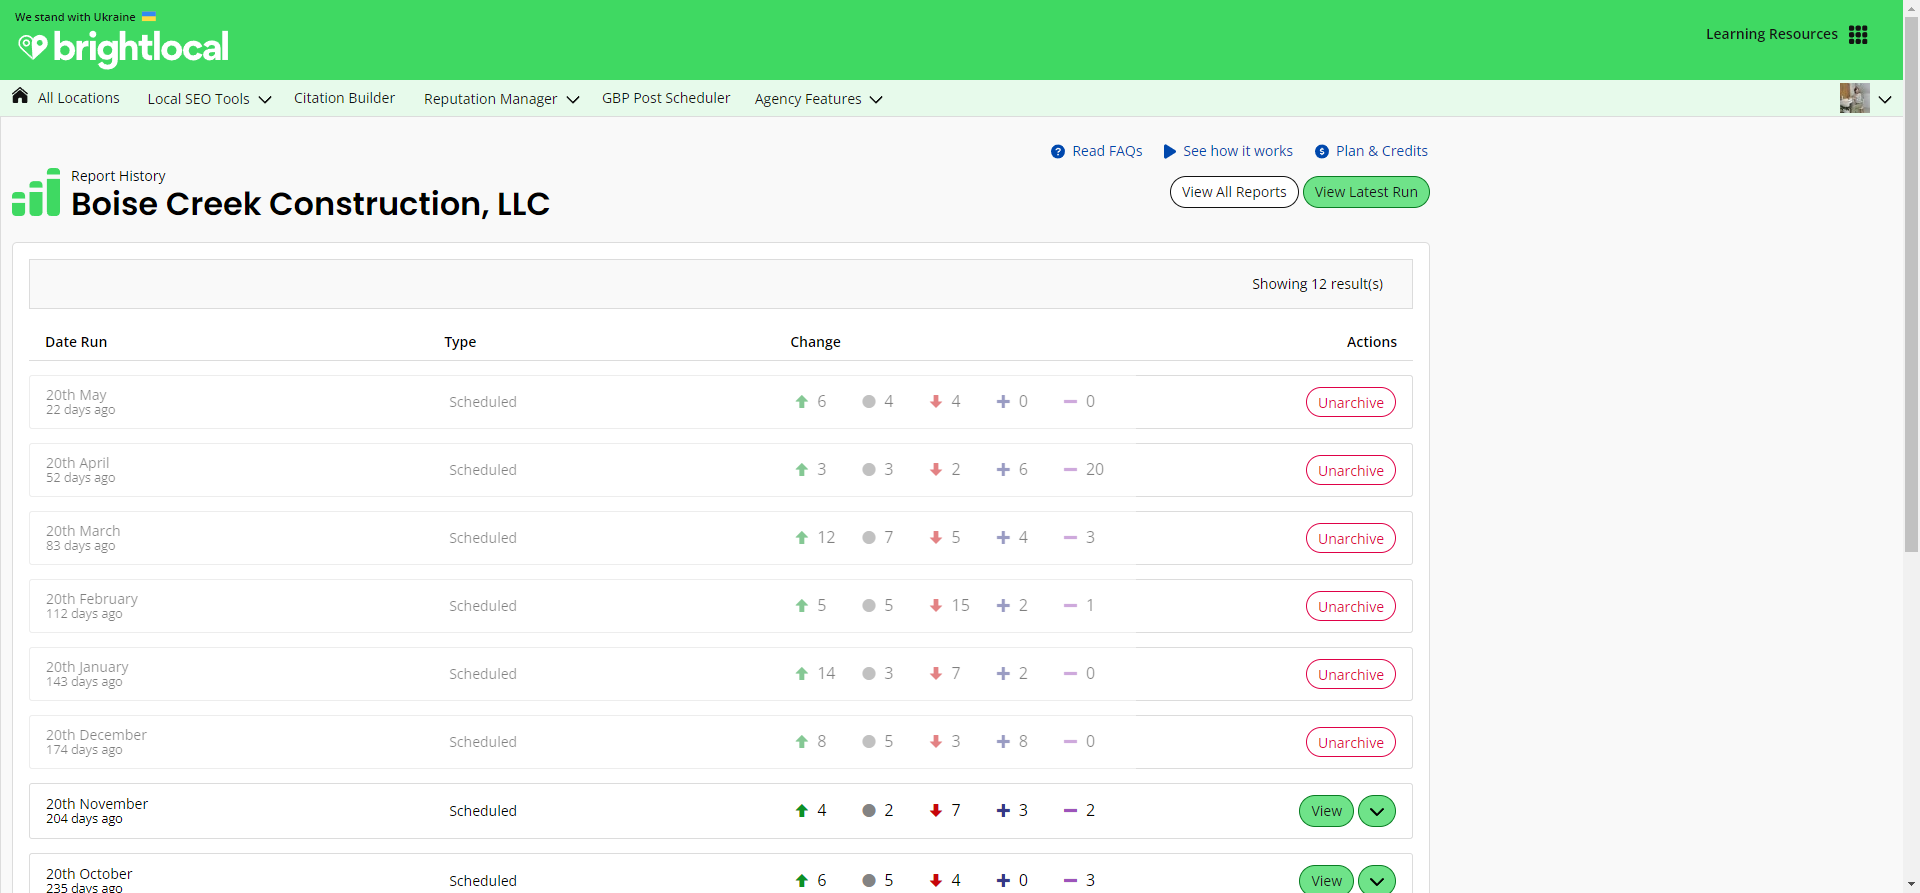 We stand with Ukraine
brightlocal
Learning Resources
All Locations Local SEO Tools Citation Builder Reputation Manager GBP Post Scheduler Agency Features
Read FAQs See how it works Plan & Credits
Report History
Boise Creek Construction, LLC
View All Reports View Latest Run
Showing 12 result(s)
Date Run Type Change Actions
20th May
22 days ago
Scheduled 6 4 4 0 0 Unarchive
20th April
52 days ago
Scheduled 3 3 2 6 20 Unarchive
20th March
83 days ago
Scheduled 12 7 5 4 3 Unarchive
20th February
112 days ago
Scheduled 5 5 15 2 1 Unarchive
20th January
143 days ago
Scheduled 14 3 7 2 0 Unarchive
20th December
174 days ago
Scheduled 8 5 3 8 0 Unarchive
20th November
204 days ago
Scheduled 4 2 7 3 2 View
20th October
235 days ago
Scheduled 6 5 4 0 3 View